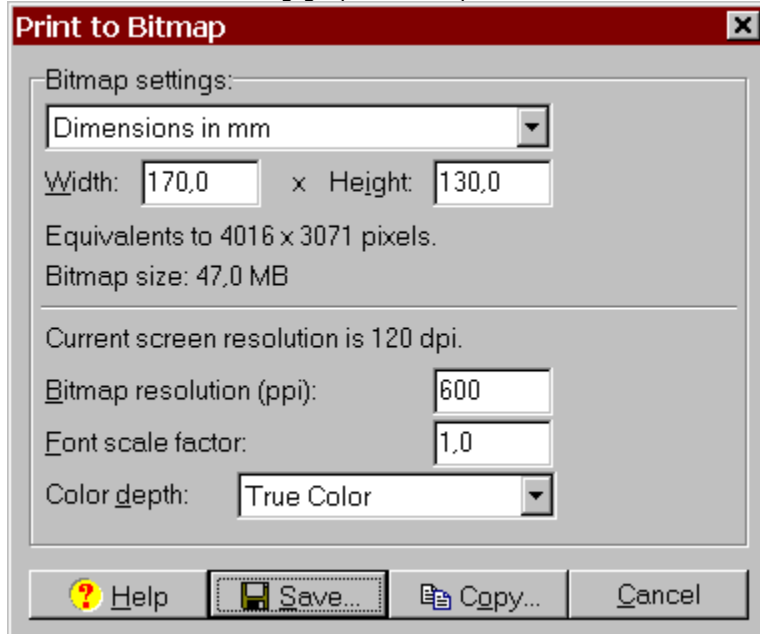 Print to Bitmap
Bitmap settings:
Dimensions in mm
Width: 170,0 x Height: 130,0
Equivalents to 4016 x 3071 pixels.
Bitmap size: 47,0 MB
Current screen resolution is 120 dpi.
Bitmap resolution (ppi): 600
Font scale factor: 1,0
Color depth: True Color
Help Save... Copy... Cancel